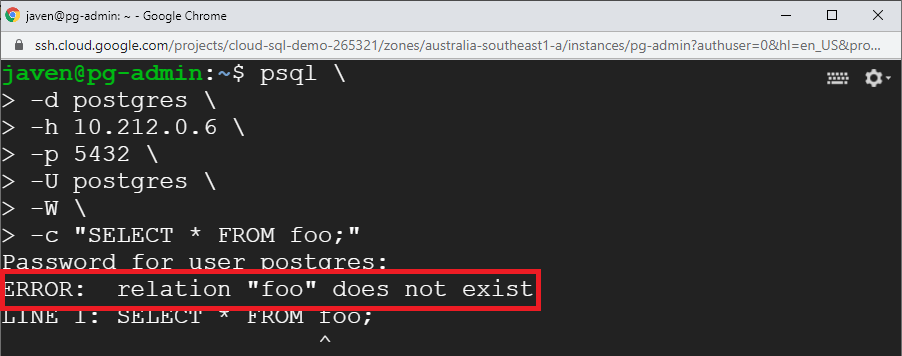 javen@pg-admin: ~ - Google Chrome
ssh.cloud.google.com/projects/cloud-sql-demo-265321/zones/australia-southeast1-a/instances/pg-admin?authuser=0&hl=en_US&pro...
javen@pg-admin:~$ psql \
> -d postgres \
> -h 10.212.0.6 \
> -p 5432 \
> -U postgres \
> -W \
> -c "SELECT * FROM foo;"
Password for user postgres:
ERROR:  relation "foo" does not exist
LINE 1: SELECT * FROM foo;
^